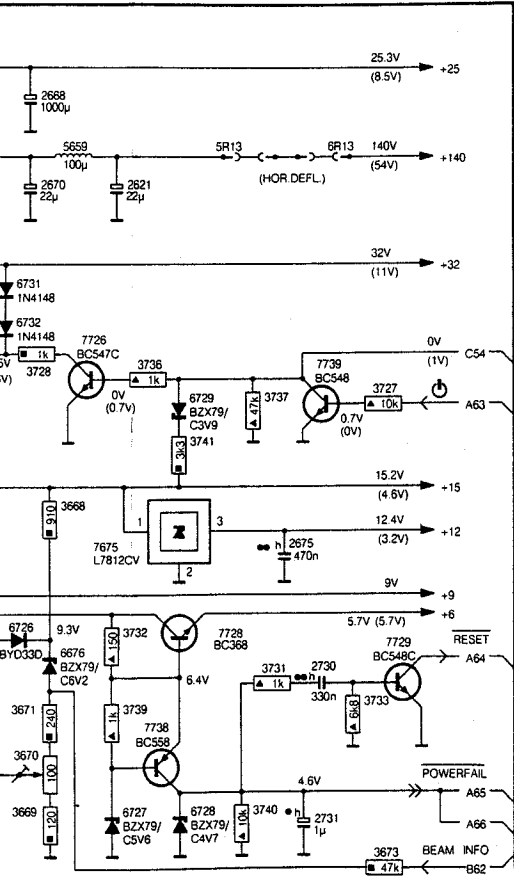 25.3V
(8.5V)
+25
2668
1000µ
5659
100µ
5R13
6R13
140V
(54V)
+140
(HOR.DEFL.)
2670
22µ
2621
22µ
32V
(11V)
+32
6731
1N4148
6732
1N4148
7726
BC547C
1k
3728
3736
1k
0V
(0.7V)
6729
BZX79/
C3V9
3741
3k3
3737
47k
7739
BC548
0V
(1V)
C54
3727
10k
A63
0.7V
(0V)
15.2V
(4.6V)
+15
3668
910
1
3
2
7675
L7812CV
h
2675
470n
12.4V
(3.2V)
+12
9V
+9
5.7V (5.7V)
+6
6726
BYD33D
9.3V
6676
BZX79/
C6V2
3732
150
7728
BC368
6.4V
7729
BC548C
RESET
A64
3731
1k
h
2730
330n
3733
6k8
3671
240
3739
1k
7738
BC558
3670
100
3669
120
6727
BZX79/
C5V6
6728
BZX79/
C4V7
3740
10k
h
2731
1µ
4.6V
POWERFAIL
A65
A66
3673
47k
BEAM INFO
B62